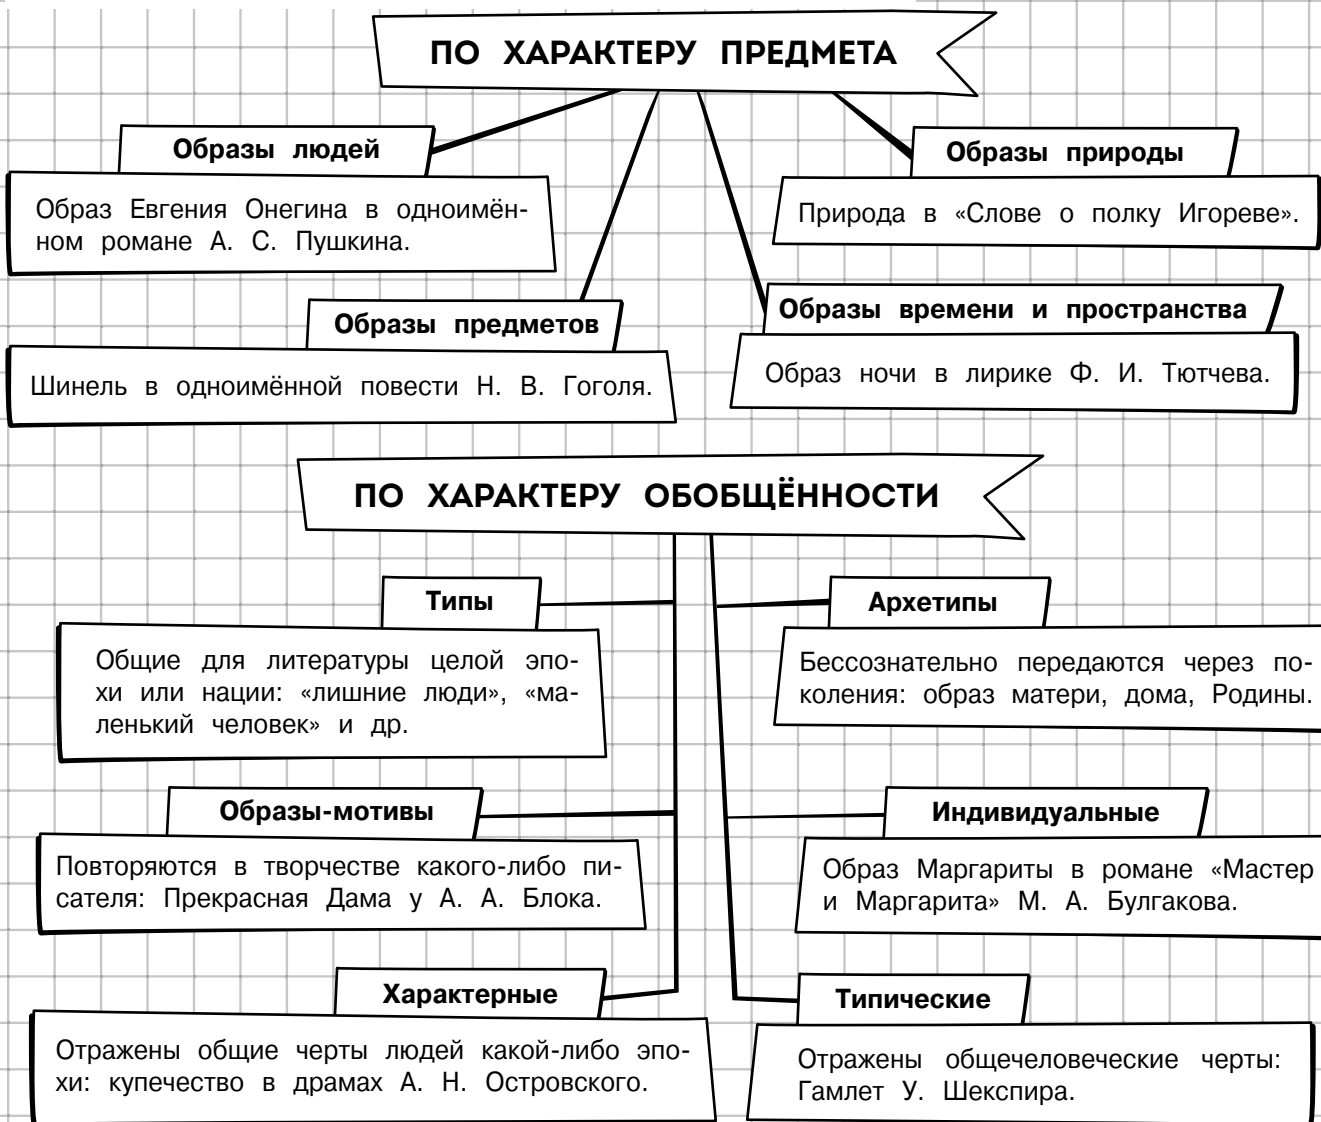 ПО ХАРАКТЕРУ ПРЕДМЕТА
Образы людей
Образ Евгения Онегина в одноимён-
ном романе А. С. Пушкина.
Образы природы
Природа в «Слове о полку Игореве».
Образы предметов
Шинель в одноимённой повести Н. В. Гоголя.
Образы времени и пространства
Образ ночи в лирике Ф. И. Тютчева.
ПО ХАРАКТЕРУ ОБОБЩЁННОСТИ
Типы
Общие для литературы целой эпо-
хи или нации: «лишние люди», «ма-
ленький человек» и др.
Архетипы
Бессознательно передаются через по-
коления: образ матери, дома, Родины.
Образы-мотивы
Повторяются в творчестве какого-либо пи-
сателя: Прекрасная Дама у А. А. Блока.
Индивидуальные
Образ Маргариты в романе «Мастер
и Маргарита» М. А. Булгакова.
Характерные
Отражены общие черты людей какой-либо эпо-
хи: купечество в драмах А. Н. Островского.
Типические
Отражены общечеловеческие черты:
Гамлет У. Шекспира.